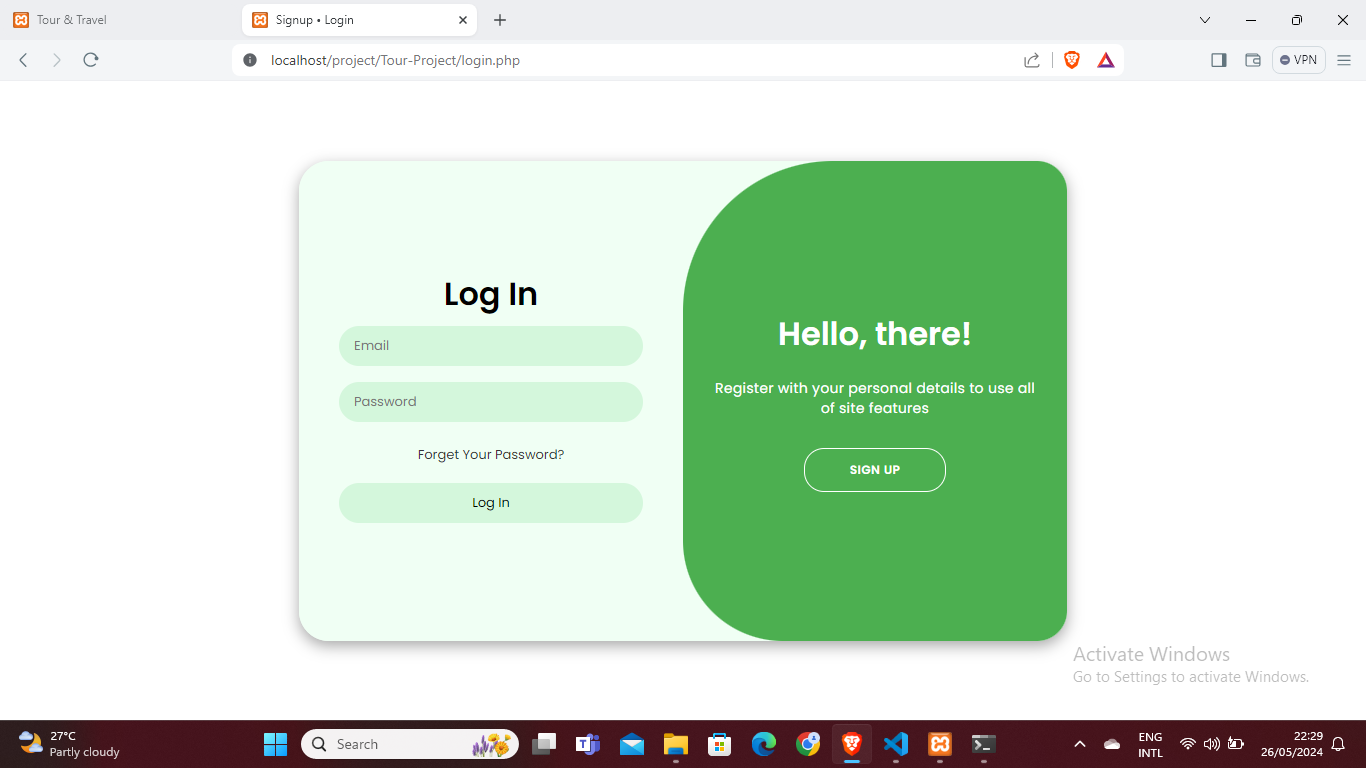 Tour & Travel
Signup • Login
localhost/project/Tour-Project/login.php
VPN
Log In
Email
Password
Forget Your Password?
Log In
Hello, there!
Register with your personal details to use all
of site features
SIGN UP
Activate Windows
Go to Settings to activate Windows.
27°C
Partly cloudy
Search
ENG
INTL
22:29
26/05/2024